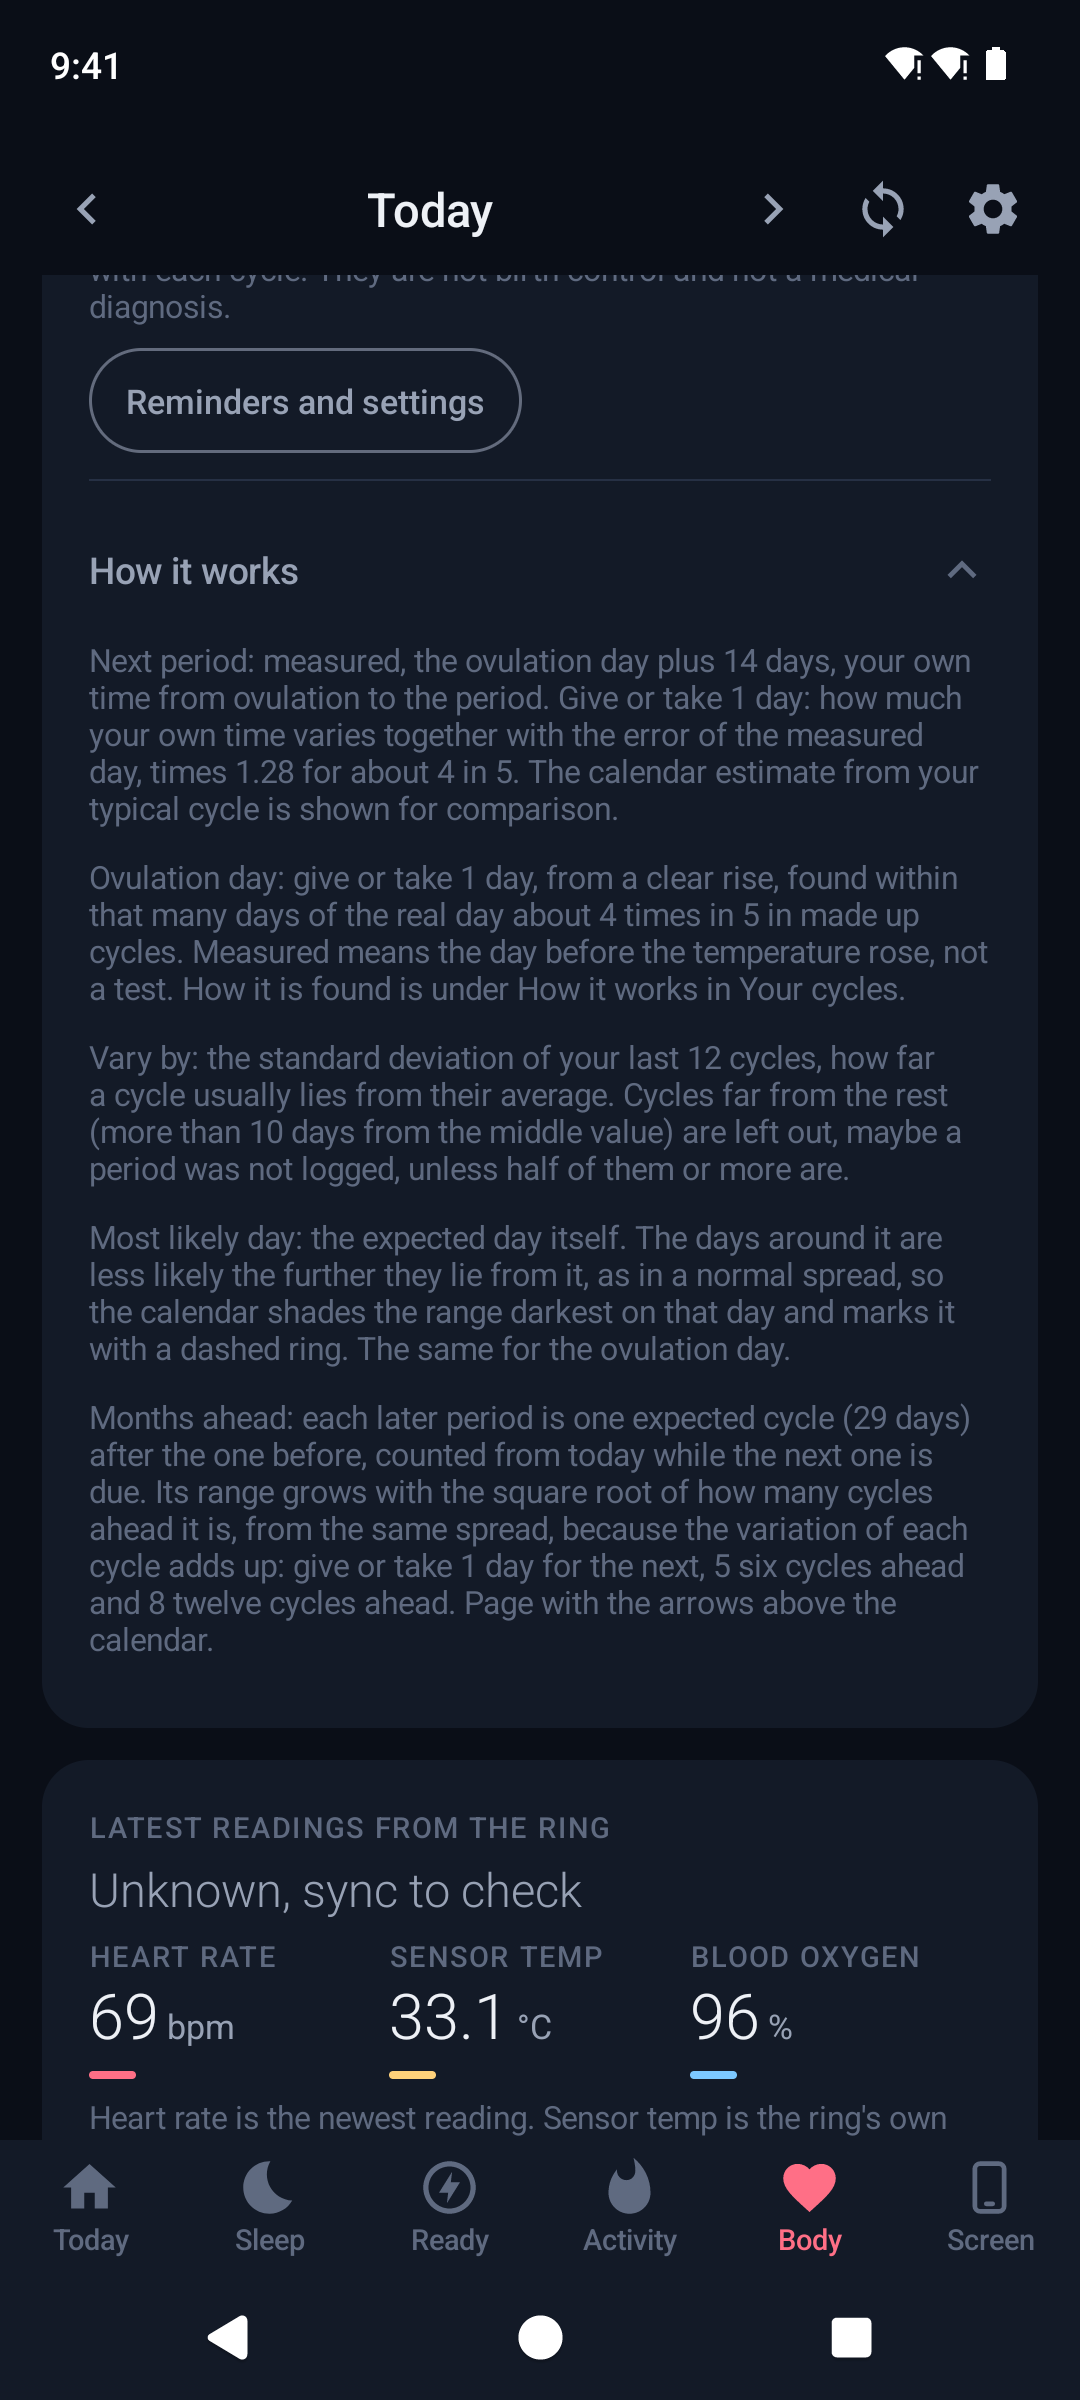 9:41
Today
with each cycle. They are not birth control and not a medical
diagnosis.
Reminders and settings
How it works
Next period: measured, the ovulation day plus 14 days, your own
time from ovulation to the period. Give or take 1 day: how much
your own time varies together with the error of the measured
day, times 1.28 for about 4 in 5. The calendar estimate from your
typical cycle is shown for comparison.
Ovulation day: give or take 1 day, from a clear rise, found within
that many days of the real day about 4 times in 5 in made up
cycles. Measured means the day before the temperature rose, not
a test. How it is found is under How it works in Your cycles.
Vary by: the standard deviation of your last 12 cycles, how far
a cycle usually lies from their average. Cycles far from the rest
(more than 10 days from the middle value) are left out, maybe a
period was not logged, unless half of them or more are.
Most likely day: the expected day itself. The days around it are
less likely the further they lie from it, as in a normal spread, so
the calendar shades the range darkest on that day and marks it
with a dashed ring. The same for the ovulation day.
Months ahead: each later period is one expected cycle (29 days)
after the one before, counted from today while the next one is
due. Its range grows with the square root of how many cycles
ahead it is, from the same spread, because the variation of each
cycle adds up: give or take 1 day for the next, 5 six cycles ahead
and 8 twelve cycles ahead. Page with the arrows above the
calendar.
LATEST READINGS FROM THE RING
Unknown, sync to check
HEART RATE SENSOR TEMP BLOOD OXYGEN
69 bpm 33.1 °C 96 %
Heart rate is the newest reading. Sensor temp is the ring's own
Today Sleep Ready Activity Body Screen